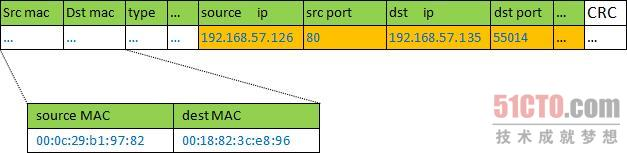 Src mac Dst mac type ... source ip src port dst ip dst port ... CRC
... ... ... 192.168.57.126 80 192.168.57.135 55014 ... ...
source MAC dest MAC
00:0c:29:b1:97:82 00:18:82:3c:e8:96
51CTO.com
技术成就梦想